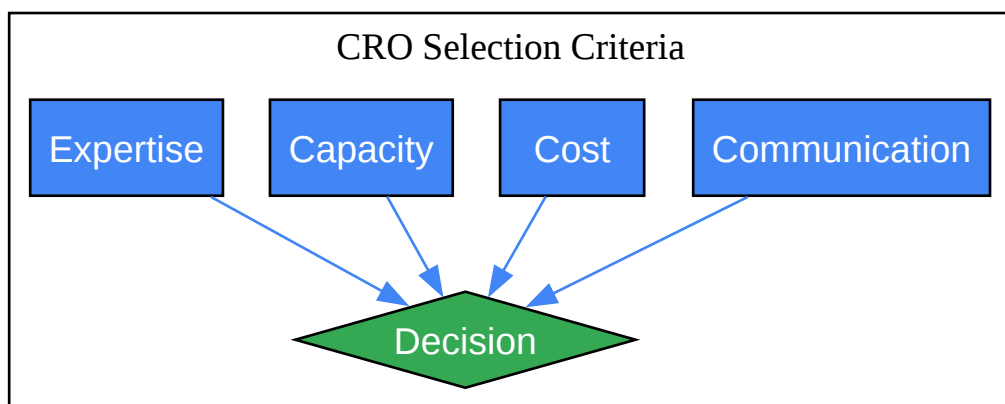 CRO Selection Criteria
Expertise
Capacity
Cost
Communication
Decision